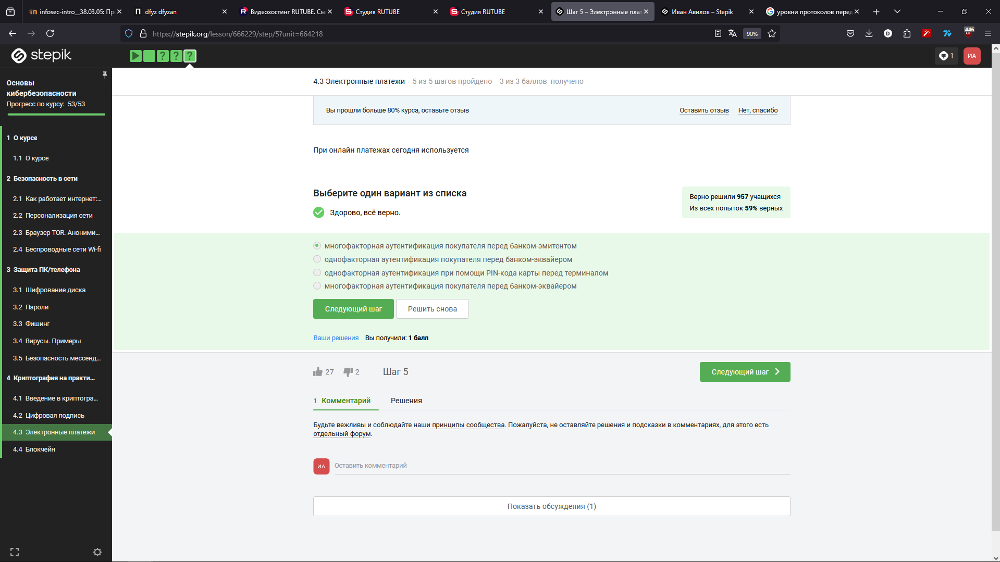 infosec-intro__38.03.05: Пр
dfyz dfyzan
Видеохостинг RUTUBE. См
Студия RUTUBE
Студия RUTUBE
Шаг 5 – Электронные плат
Иван Авилов – Stepik
уровни протоколов перед
https://stepik.org/lesson/666229/step/5?unit=664218
90%
446
stepik
1
ИА
Основы
кибербезопасности
Прогресс по курсу: 53/53
1 О курсе
1.1 О курсе
2 Безопасность в сети
2.1 Как работает интернет:...
2.2 Персонализация сети
2.3 Браузер TOR. Анонимиз...
2.4 Беспроводные сети Wi-fi
3 Защита ПК/телефона
3.1 Шифрование диска
3.2 Пароли
3.3 Фишинг
3.4 Вирусы. Примеры
3.5 Безопасность мессенд...
4 Криптография на практи...
4.1 Введение в криптогра...
4.2 Цифровая подпись
4.3 Электронные платежи
4.4 Блокчейн
4.3 Электронные платежи 5 из 5 шагов пройдено 3 из 3 баллов получено
Вы прошли больше 80% курса, оставьте отзыв
Оставить отзыв Нет, спасибо
При онлайн платежах сегодня используется
Выберите один вариант из списка
Здорово, всё верно.
Верно решили 957 учащихся
Из всех попыток 59% верных
многофакторная аутентификация покупателя перед банком-эмитентом
однофакторная аутентификация покупателя перед банком-эквайером
однофакторная аутентификация при помощи PIN-кода карты перед терминалом
многофакторная аутентификация покупателя перед банком-эквайером
Следующий шаг
Решить снова
Ваши решения Вы получили: 1 балл
27 2 Шаг 5
Следующий шаг
1 Комментарий Решения
Будьте вежливы и соблюдайте наши принципы сообщества. Пожалуйста, не оставляйте решения и подсказки в комментариях, для этого есть
отдельный форум.
ИА Оставить комментарий
Показать обсуждения (1)